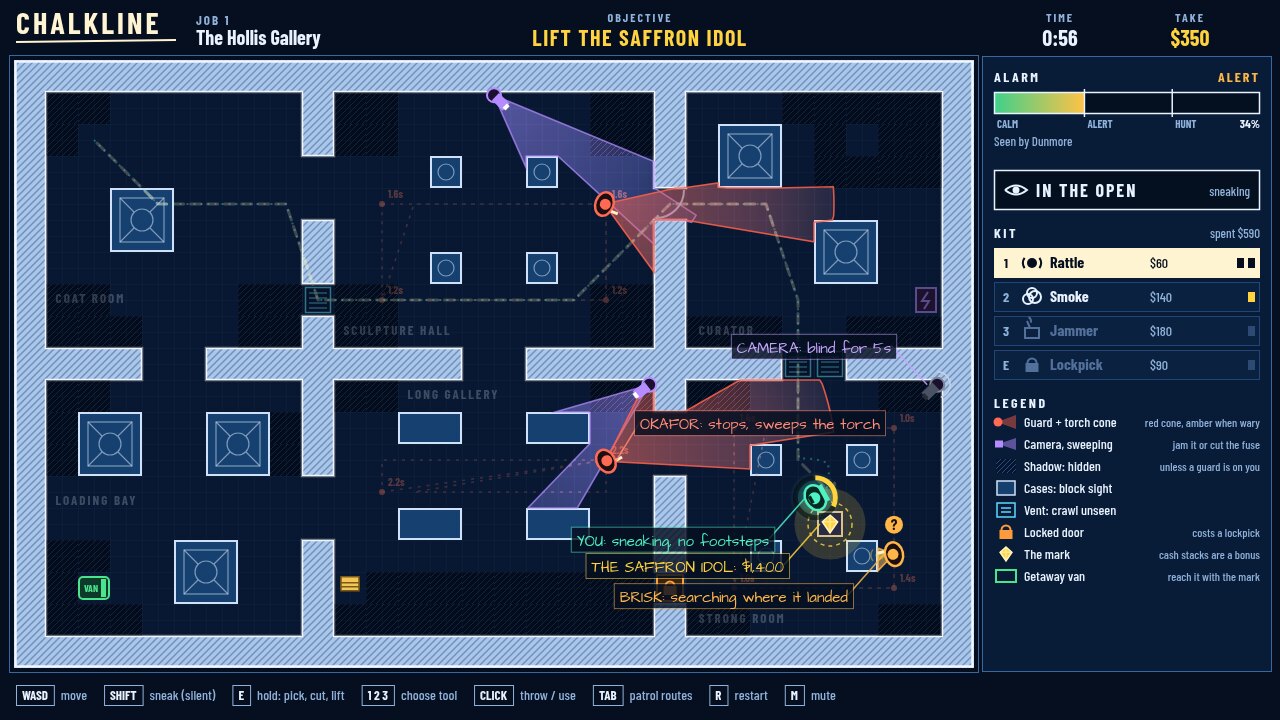 CHALKLINE
JOB 1
The Hollis Gallery
OBJECTIVE
LIFT THE SAFFRON IDOL
TIME
0:56
TAKE
$350
1.6s
1.6s
1.2s
1.2s
COAT ROOM
SCULPTURE HALL
CURATOR
CAMERA: blind for 5s
LONG GALLERY
OKAFOR: stops, sweeps the torch
1.0s
2.2s
LOADING BAY
YOU: sneaking, no footsteps
?
THE SAFFRON IDOL: $1,400
1.4s
VAN
BRISK: searching where it landed
STRONG ROOM
ALARM
ALERT
CALM
ALERT
HUNT
34%
Seen by Dunmore
IN THE OPEN
sneaking
KIT
spent $590
1 Rattle $60
2 Smoke $140
3 Jammer $180
E Lockpick $90
LEGEND
Guard + torch cone red cone, amber when wary
Camera, sweeping jam it or cut the fuse
Shadow: hidden unless a guard is on you
Cases: block sight
Vent: crawl unseen
Locked door costs a lockpick
The mark cash stacks are a bonus
Getaway van reach it with the mark
WASD move SHIFT sneak (silent) E hold: pick, cut, lift 1 2 3 choose tool CLICK throw / use TAB patrol routes R restart M mute